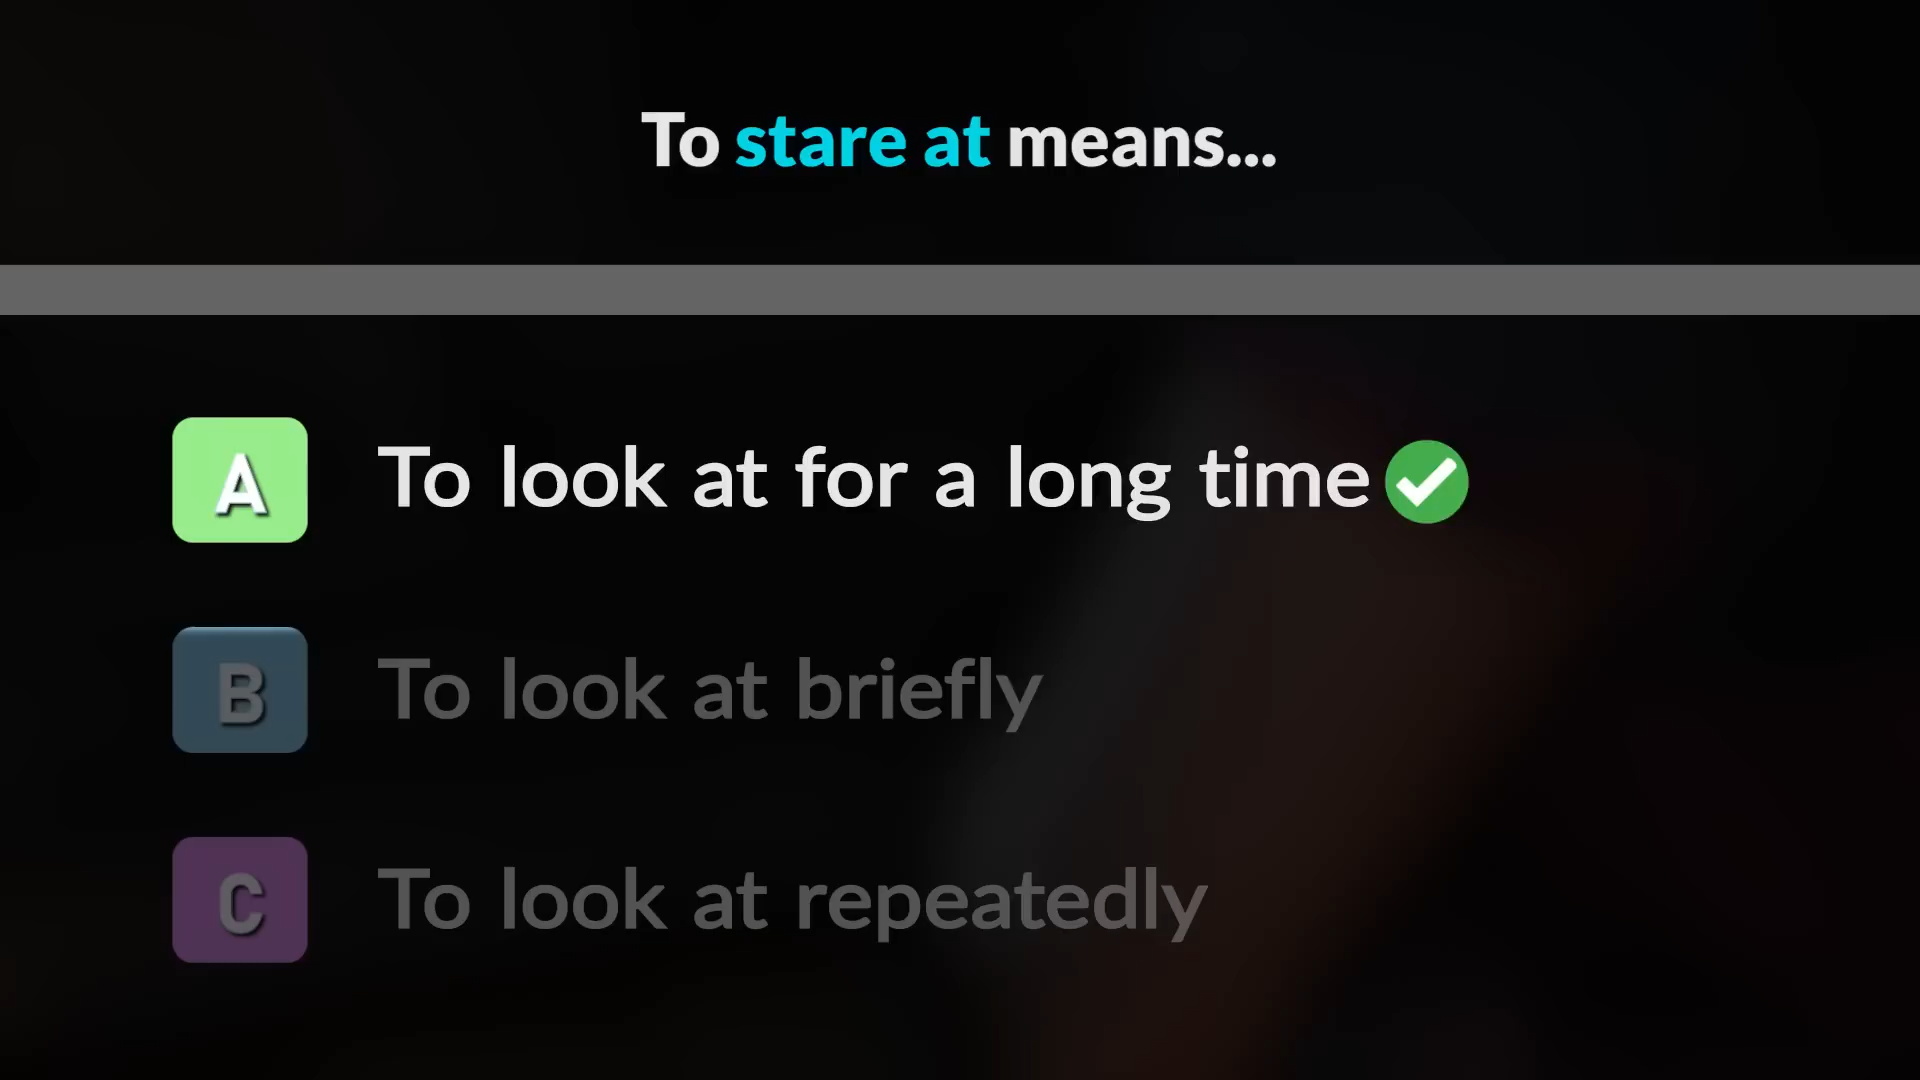 To stare at means...
A To look at for a long time
B To look at briefly
C To look at repeatedly